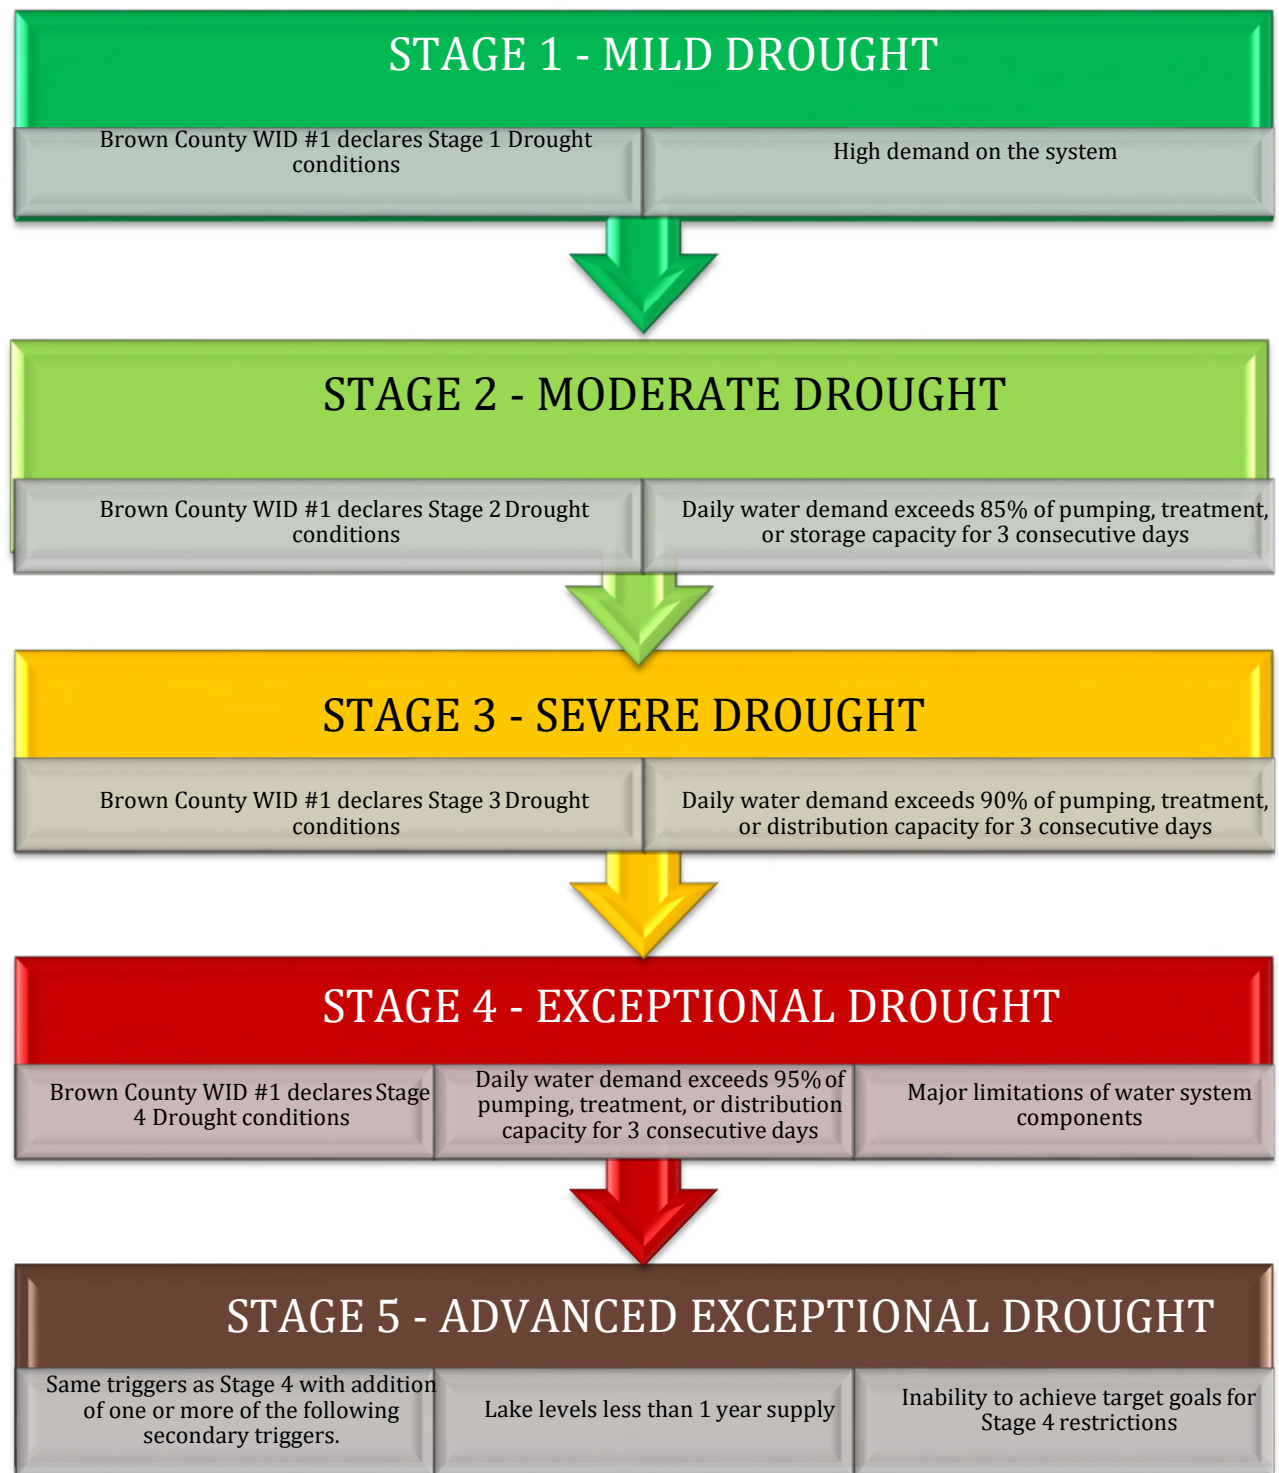 STAGE 1 - MILD DROUGHT
Brown County WID #1 declares Stage 1 Drought
conditions
High demand on the system
STAGE 2 - MODERATE DROUGHT
Brown County WID #1 declares Stage 2 Drought
conditions
Daily water demand exceeds 85% of pumping, treatment,
or storage capacity for 3 consecutive days
STAGE 3 - SEVERE DROUGHT
Brown County WID #1 declares Stage 3 Drought
conditions
Daily water demand exceeds 90% of pumping, treatment,
or distribution capacity for 3 consecutive days
STAGE 4 - EXCEPTIONAL DROUGHT
Brown County WID #1 declares Stage
4 Drought conditions
Daily water demand exceeds 95% of
pumping, treatment, or distribution
capacity for 3 consecutive days
Major limitations of water system
components
STAGE 5 - ADVANCED EXCEPTIONAL DROUGHT
Same triggers as Stage 4 with addition
of one or more of the following
secondary triggers.
Lake levels less than 1 year supply
Inability to achieve target goals for
Stage 4 restrictions